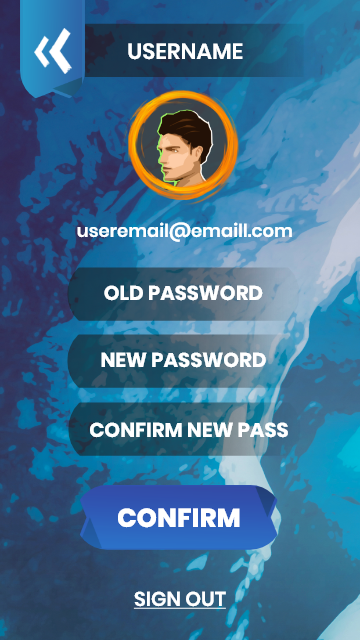 USERNAME
useremail@emaill.com
OLD PASSWORD
NEW PASSWORD
CONFIRM NEW PASS
CONFIRM
SIGN OUT